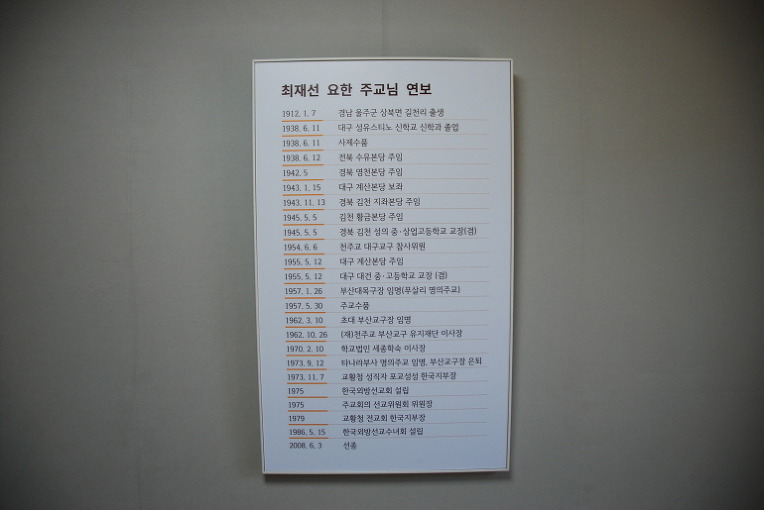 최재선 요한 주교님 연보
1912. 1. 7 경남 울주군 상북면 길천리 출생
1938. 6. 11 대구 성유스티노 신학교 신학과 졸업
1938. 6. 11 사제수품
1938. 6. 12 전북 수유본당 주임
1942. 5 경북 영천본당 주임
1943. 1. 15 대구 계산본당 보좌
1943. 11. 13 경북 김천 지좌본당 주임
1945. 5. 5 김천 황금본당 주임
1945. 5. 5 경북 김천 성의 중·상업고등학교 교장(겸)
1954. 6. 6 천주교 대구교구 참사위원
1955. 5. 12 대구 계산본당 주임
1955. 5. 12 대구 대건 중·고등학교 교장 (겸)
1957. 1. 26 부산대목구장 임명(푸살리 명의주교)
1957. 5. 30 주교수품
1962. 3. 10 초대 부산교구장 임명
1962. 10. 26 (재)천주교 부산교구 유지재단 이사장
1970. 2. 10 학교법인 세종학숙 이사장
1973. 9. 12 타나라무사 명의주교 임명, 부산교구장 은퇴
1973. 11. 7 교황청 성직자 포교성성 한국지부장
1975 한국외방선교회 설립
1975 주교회의 선교위원회 위원장
1979 교황청 전교회 한국지부장
1986. 5. 15 한국외방선교수녀회 설립
2008. 6. 3 선종